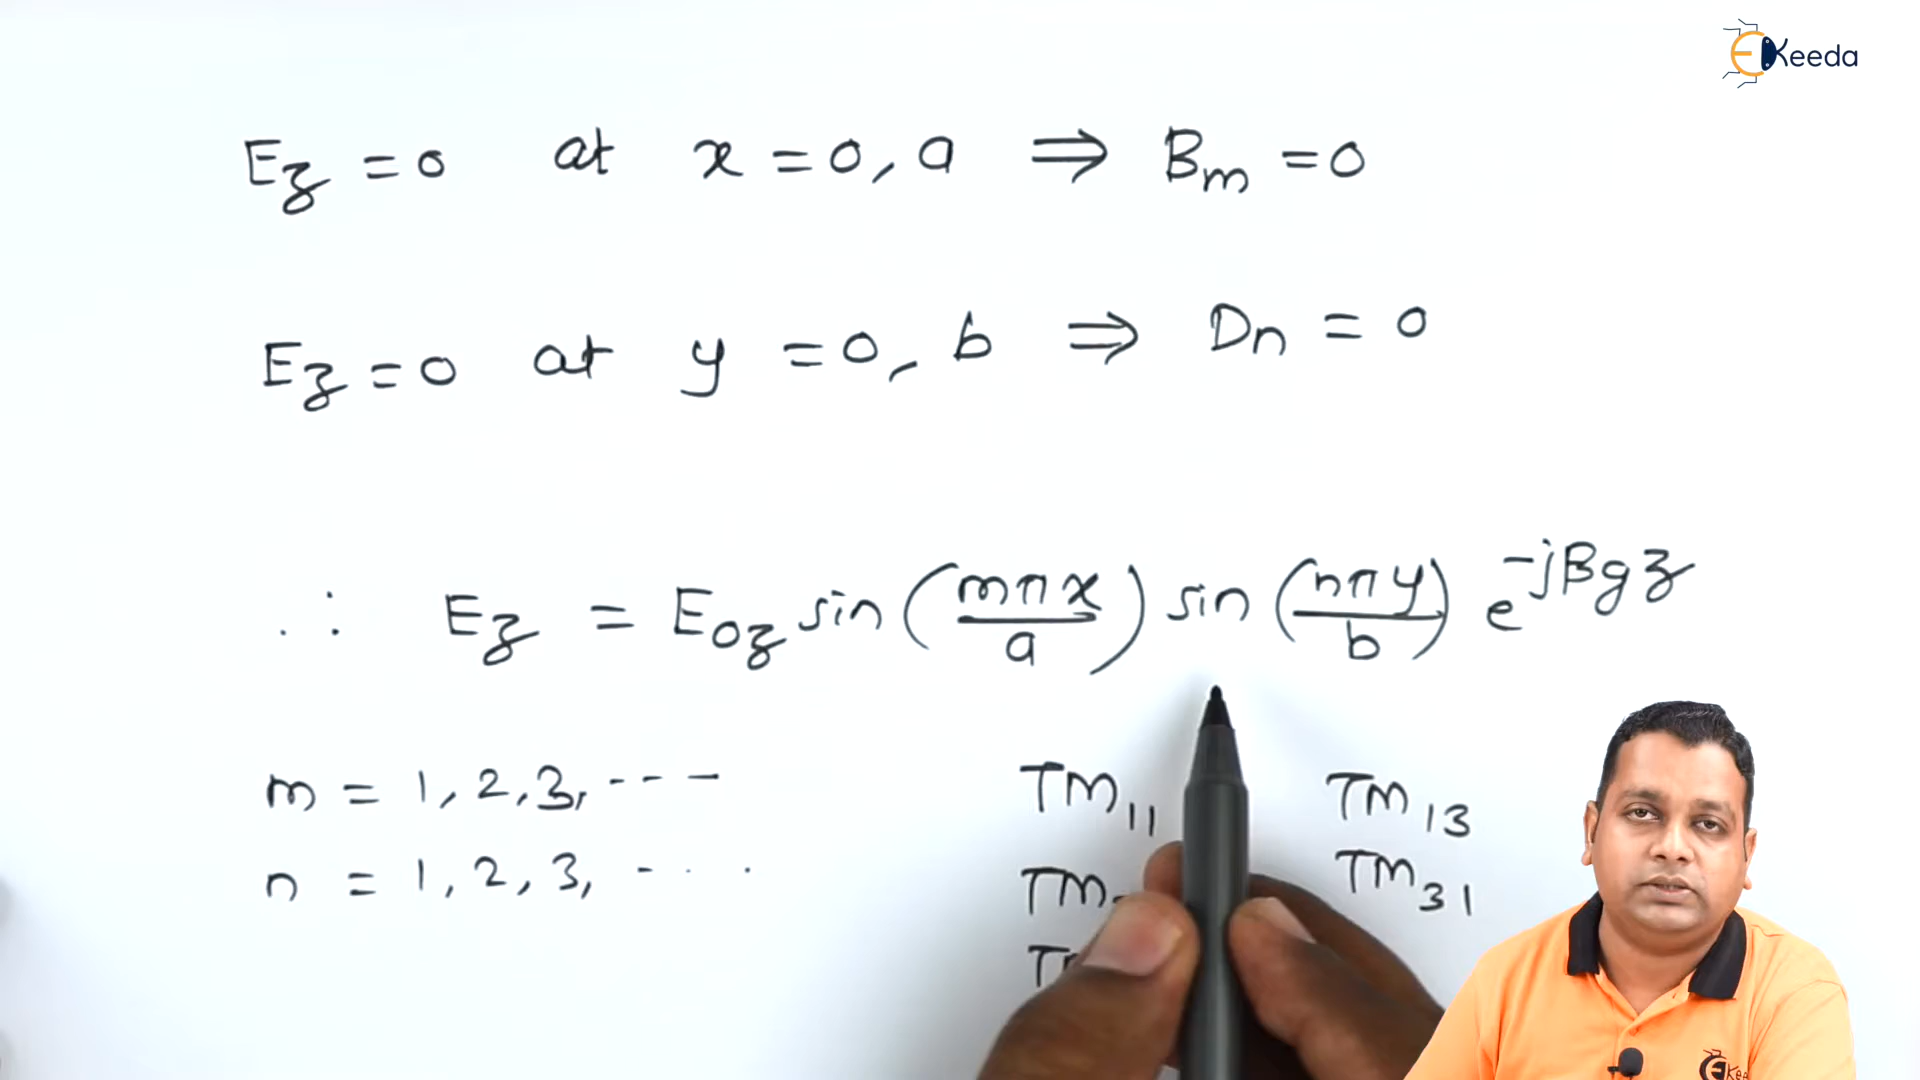 EKeeda
Ez = 0 at x = 0, a ⇒ Bm = 0
Ez = 0 at y = 0, b ⇒ Dn = 0
∴ Ez = E0z sin (mπx/a) sin (nπy/b) e^-jβgz
m = 1, 2, 3, ---
n = 1, 2, 3, - . .
TM11 TM13
TM TM31